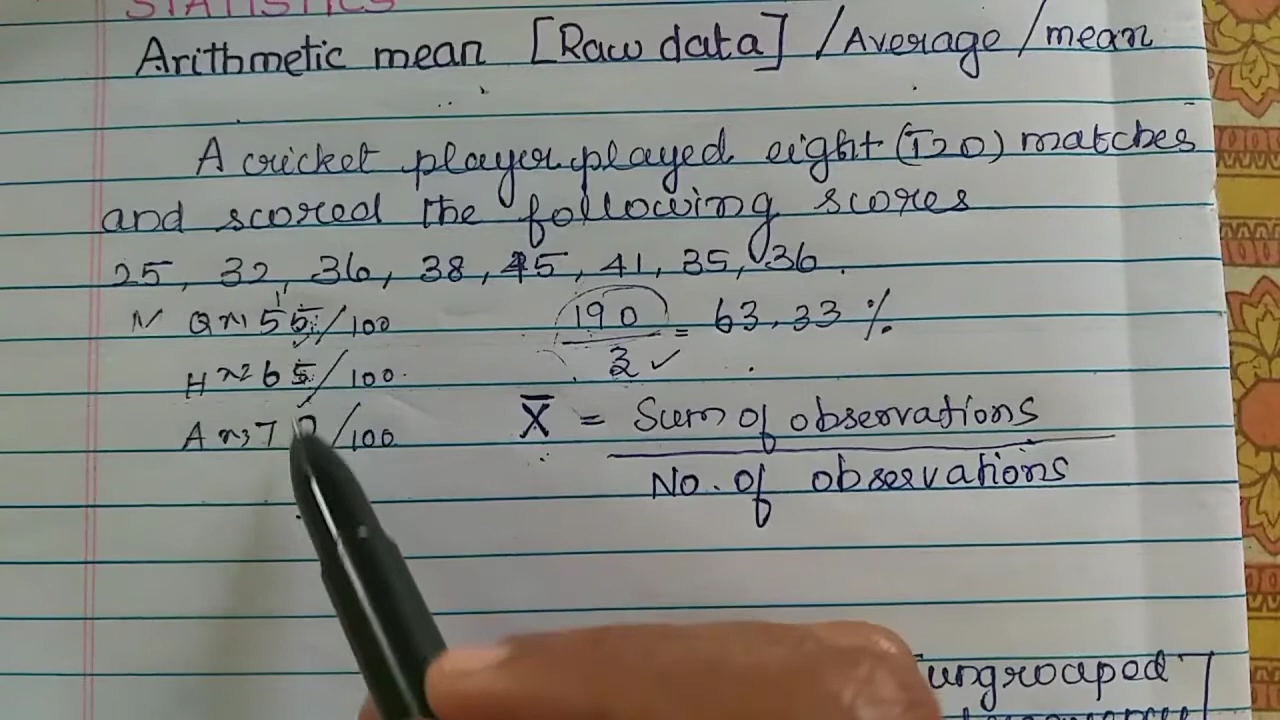 STATISTICS
Arithmetic mean [Raw data] / Average / mean
A cricket player played eight (T20) matches
and scored the following scores
25, 32, 36, 38, 45, 41, 35, 36.
55/100
190/3 = 63.33 %
65/100
A 7 /100
X̄ = Sum of observations
No. of observations
ungrouped